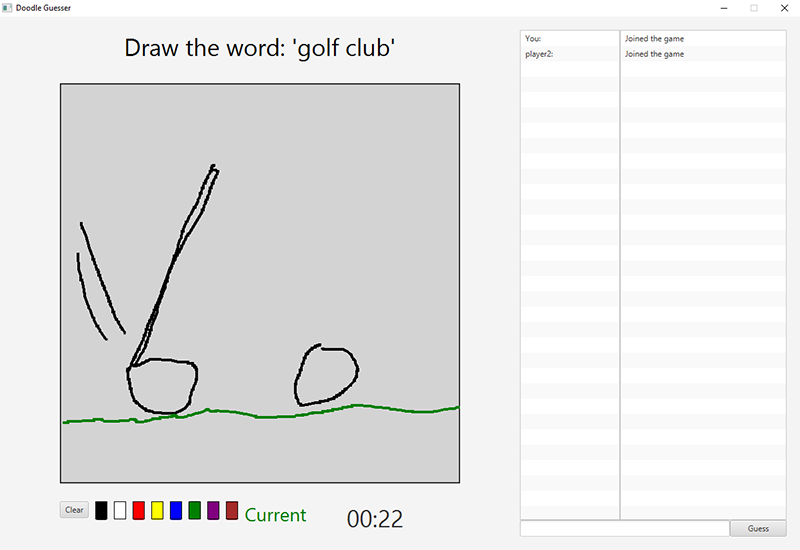 Doodle Guesser
Draw the word: 'golf club'
You: Joined the game
player2: Joined the game
Clear
Current
00:22
Guess